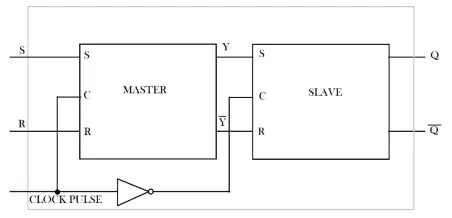 S Y S Q
S
C MASTER C SLAVE
R Y̅ R Q̅
R
CLOCK PULSE